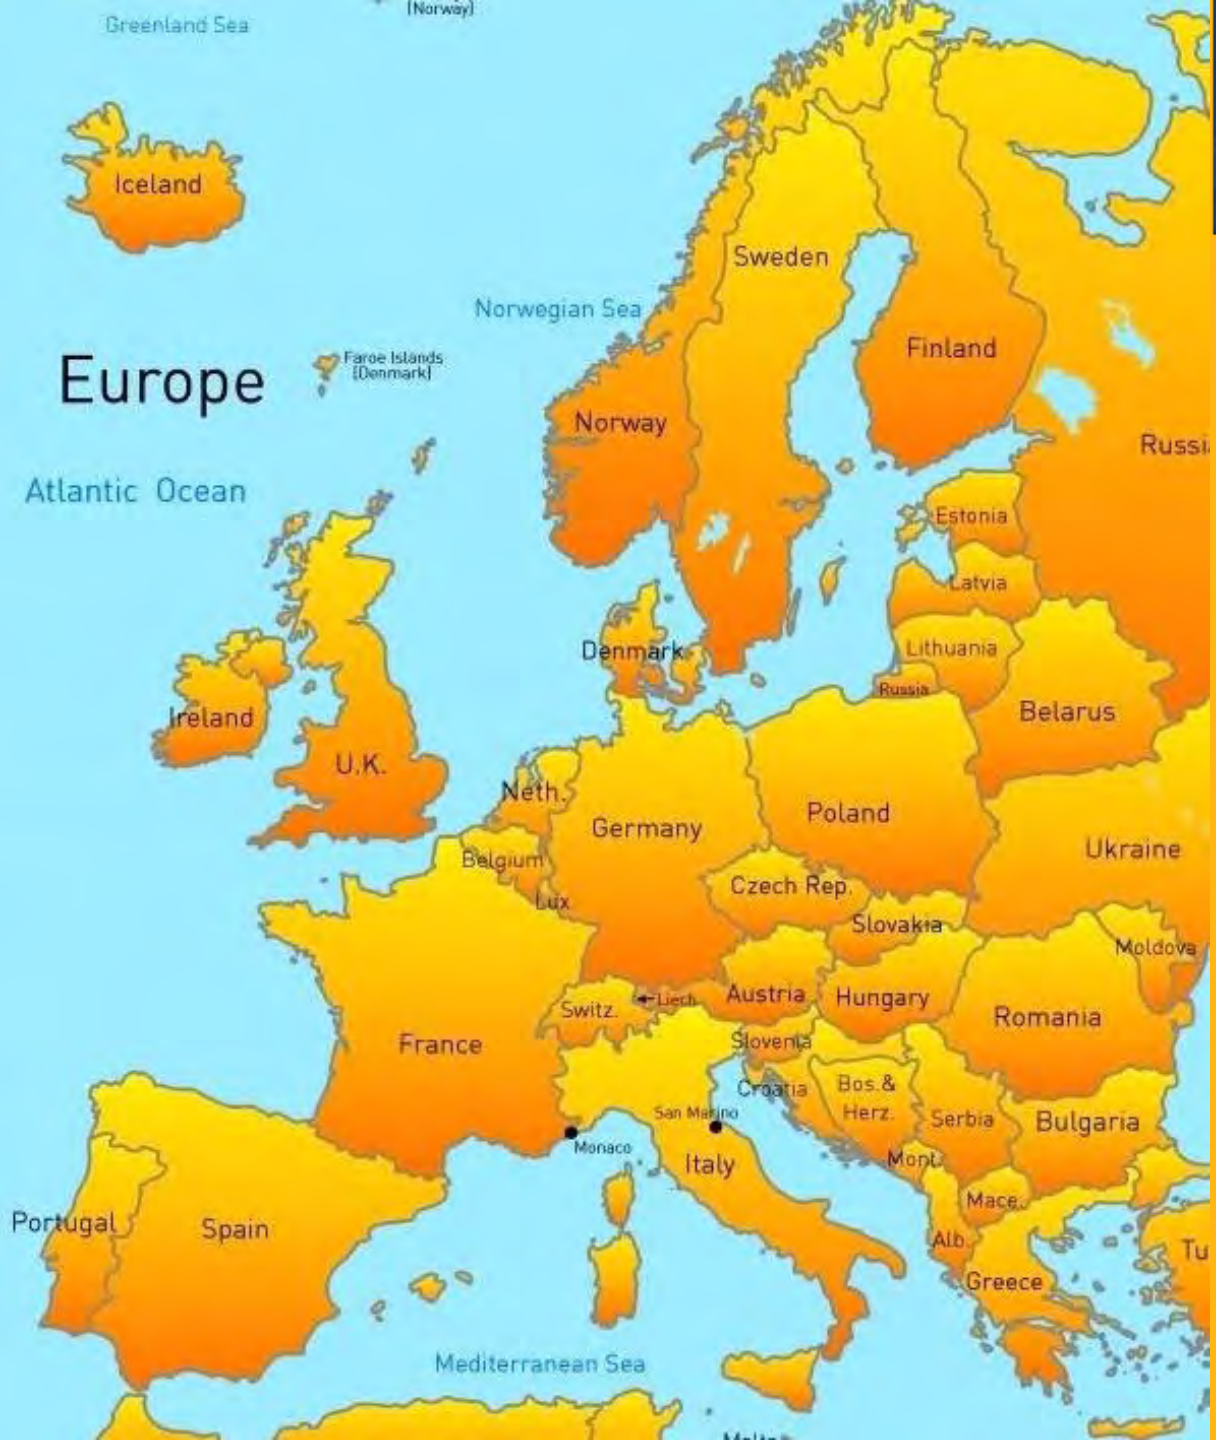 (Norway)
Greenland Sea
Iceland
Sweden
Norwegian Sea
Finland
Faroe Islands
(Denmark)
Europe
Norway
Russi
Atlantic Ocean
Estonia
Latvia
Lithuania
Denmark
Russia
Belarus
Ireland
U.K.
Neth.
Poland
Germany
Ukraine
Belgium
Czech Rep.
Lux
Slovakia
Moldova
Austria
Hungary
Liech
Switz.
Romania
France
Slovenia
Croatia
Bos.&
Herz.
San Marino
Serbia
Bulgaria
Monaco
Mont.
Italy
Mace.
Portugal
Spain
Alb.
Tu
Greece
Mediterranean Sea